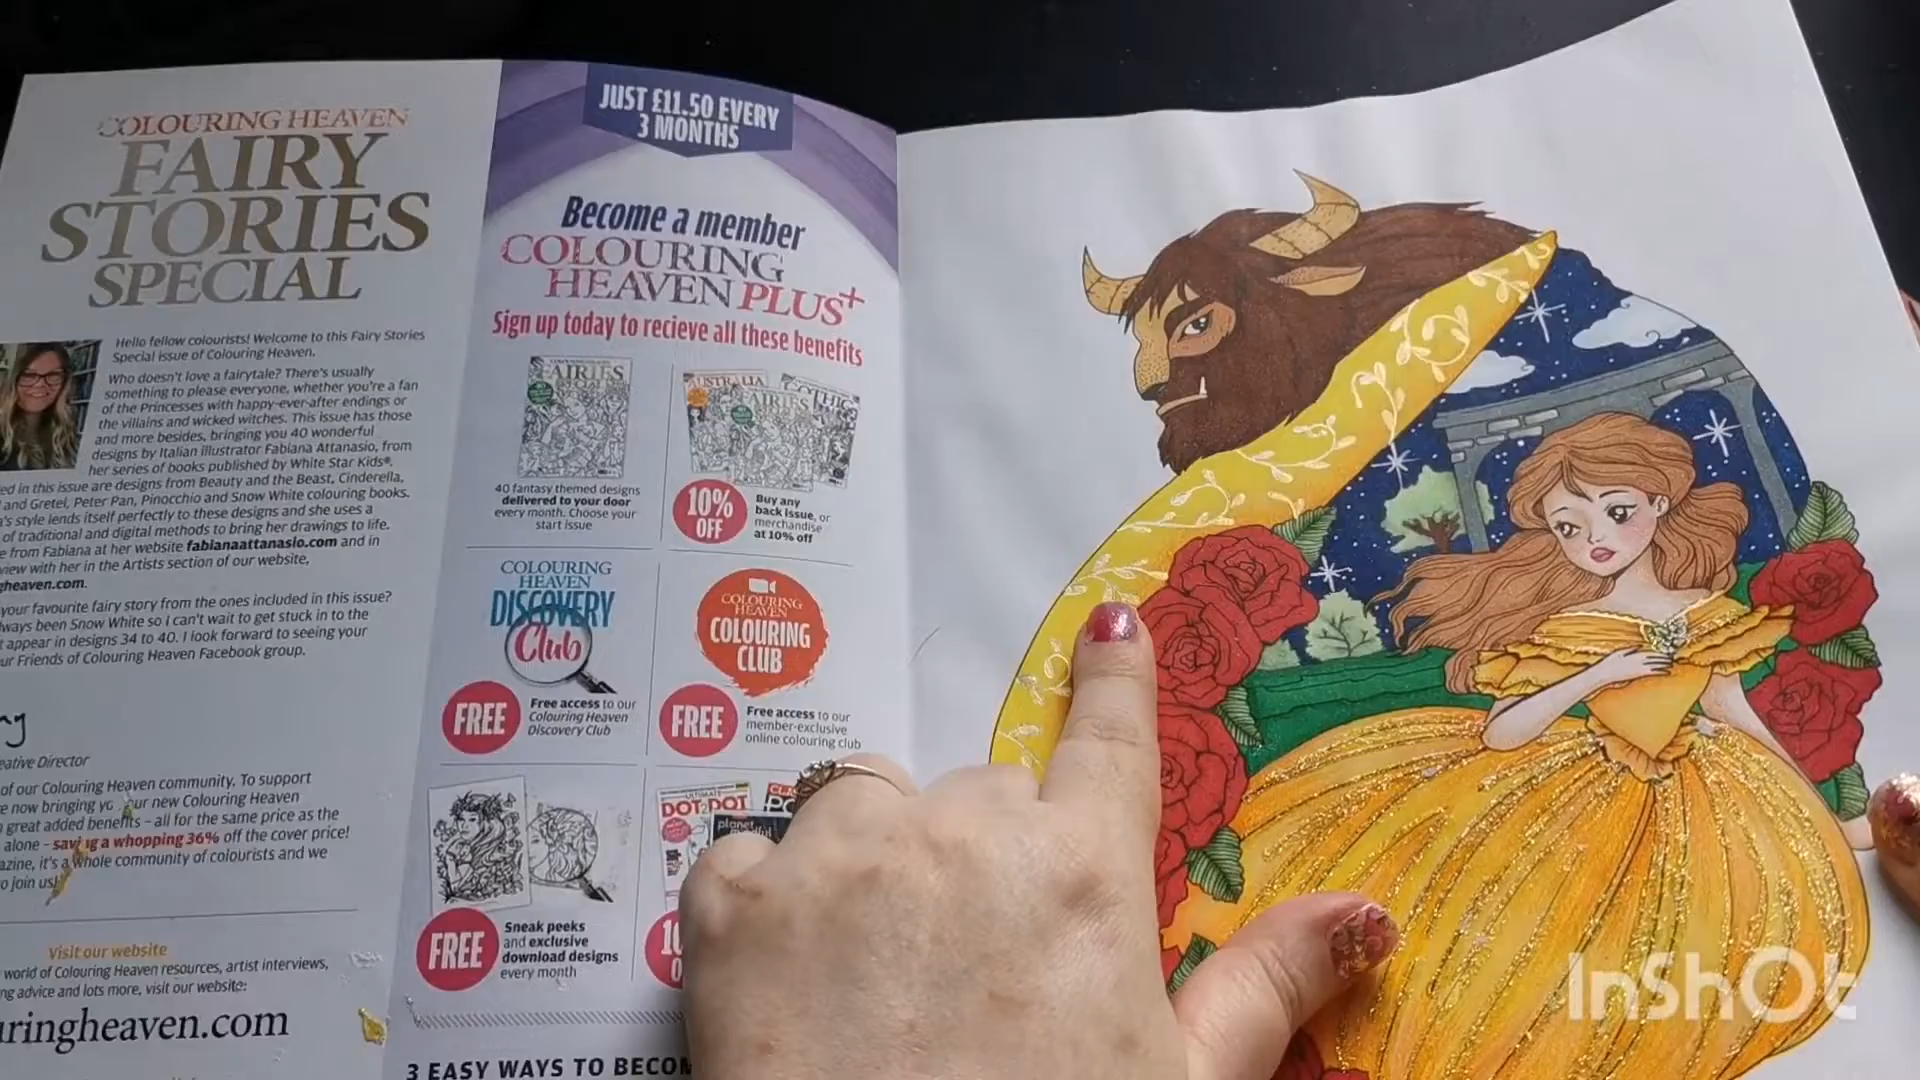 COLOURING HEAVEN
FAIRY
STORIES
SPECIAL
Hello fellow colourists! Welcome to this Fairy Stories
Special issue of Colouring Heaven.
Who doesn't love a fairytale? There's usually
something to please everyone, whether you're a fan
of the Princesses with happy-ever-after endings or
the villains and wicked witches. This issue has those
and more besides, bringing you 40 wonderful
designs by Italian illustrator Fabiana Attanasio, from
her series of books published by White Star Kids®,
ed in this issue are designs from Beauty and the Beast, Cinderella,
and Gretel, Peter Pan, Pinocchio and Snow White colouring books.
's style lends itself perfectly to these designs and she uses a
of traditional and digital methods to bring her drawings to life.
e from Fabiana at her website fabianaattanasio.com and in
view with her in the Artists section of our website,
gheaven.com.
your favourite fairy story from the ones included in this issue?
ways been Snow White so I can't wait to get stuck in to the
t appear in designs 34 to 40. I look forward to seeing your
ur Friends of Colouring Heaven Facebook group.
eative Director
of our Colouring Heaven community. To support
e now bringing ur new Colouring Heaven
great added benefits – all for the same price as the
alone – saving a whopping 36% off the cover price!
azine, it's a whole community of colourists and we
o join us!
Visit our website
world of Colouring Heaven resources, artist interviews,
ng advice and lots more, visit our website:
uringheaven.com
JUST £11.50 EVERY
3 MONTHS
Become a member
COLOURING
HEAVEN PLUS+
Sign up today to recieve all these benefits
COLOURING HEAVEN
FAIRIES
40 fantasy themed designs
delivered to your door
every month. Choose your
start issue
AUSTRALIA
FAIRIES
10%
OFF
Buy any
back issue, or
merchandise
at 10% off
COLOURING
HEAVEN
DISCOVERY
Club
FREE
Free access to our
Colouring Heaven
Discovery Club
COLOURING
HEAVEN
COLOURING
CLUB
FREE
Free access to our
member-exclusive
online colouring club
FREE
Sneak peeks
and exclusive
download designs
every month
ULTIMATE
DOT2DOT
planet
mindful
3 EASY WAYS TO BECOM
InShOt